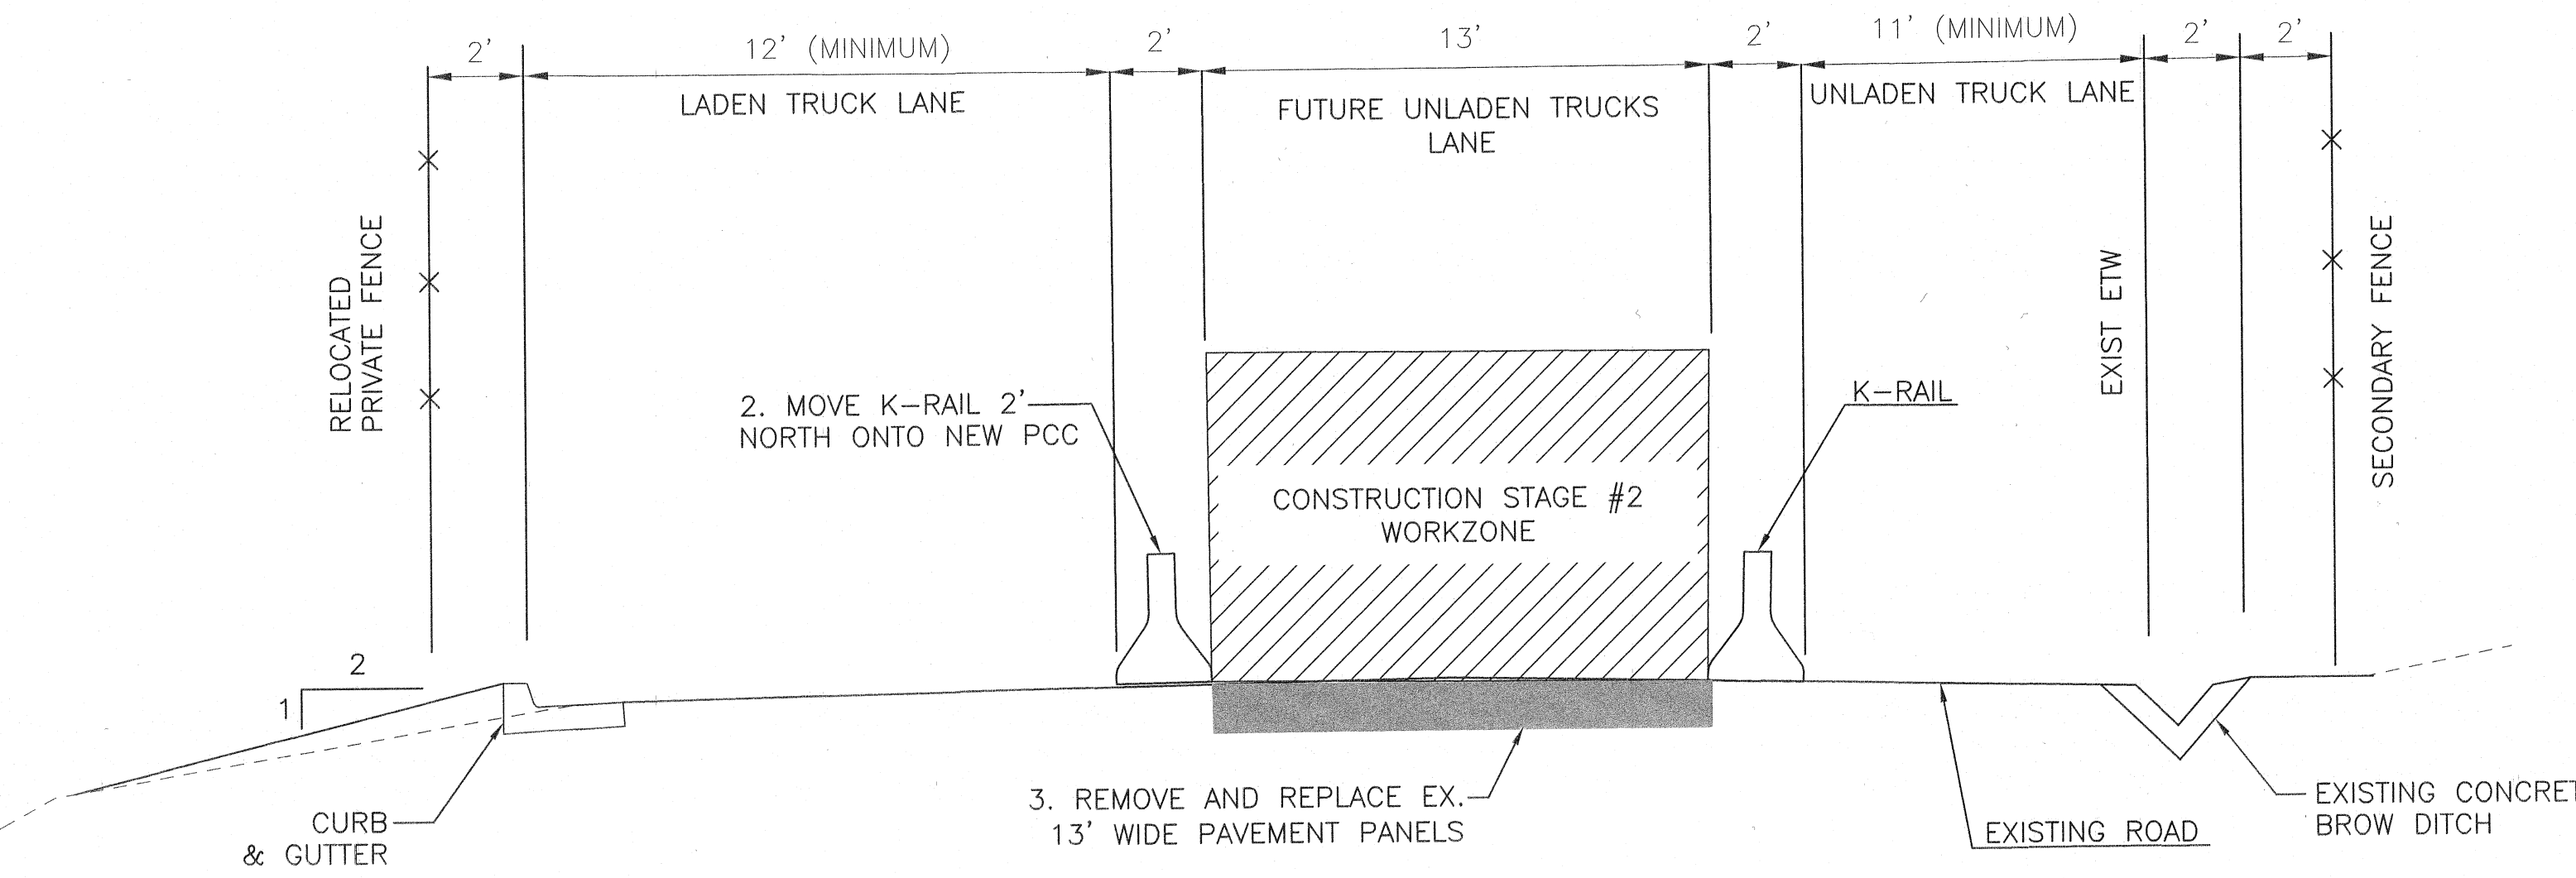 2'
12' (MINIMUM)
2'
13'
2'
11' (MINIMUM)
2'
2'
LADEN TRUCK LANE
FUTURE UNLADEN TRUCKS
LANE
UNLADEN TRUCK LANE
RELOCATED
PRIVATE FENCE
2. MOVE K-RAIL 2'
NORTH ONTO NEW PCC
CONSTRUCTION STAGE #2
WORKZONE
K-RAIL
EXIST ETW
SECONDARY FENCE
2
1
CURB
& GUTTER
3. REMOVE AND REPLACE EX.
13' WIDE PAVEMENT PANELS
EXISTING ROAD
EXISTING CONCRET
BROW DITCH